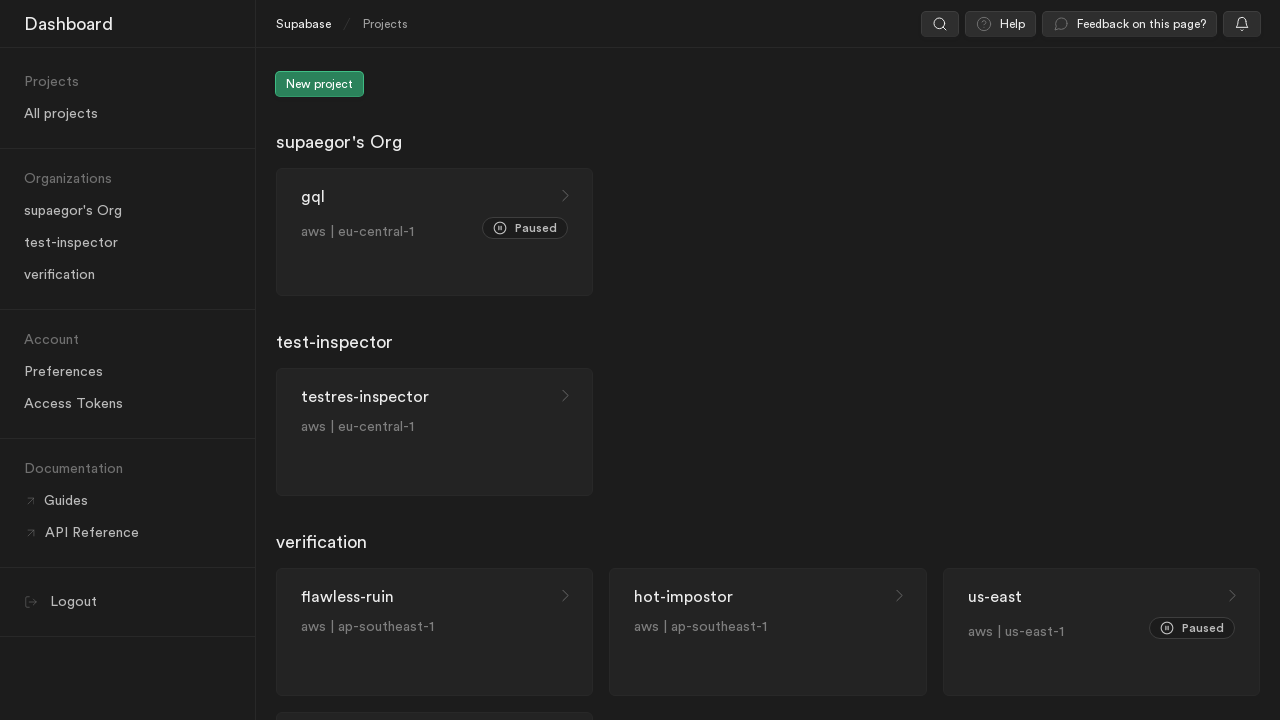 Dashboard
Supabase / Projects
Help
Feedback on this page?
Projects
All projects
Organizations
supaegor's Org
test-inspector
verification
Account
Preferences
Access Tokens
Documentation
Guides
API Reference
Logout
New project
supaegor's Org
gql
aws | eu-central-1
Paused
test-inspector
testres-inspector
aws | eu-central-1
verification
flawless-ruin
aws | ap-southeast-1
hot-impostor
aws | ap-southeast-1
us-east
aws | us-east-1
Paused